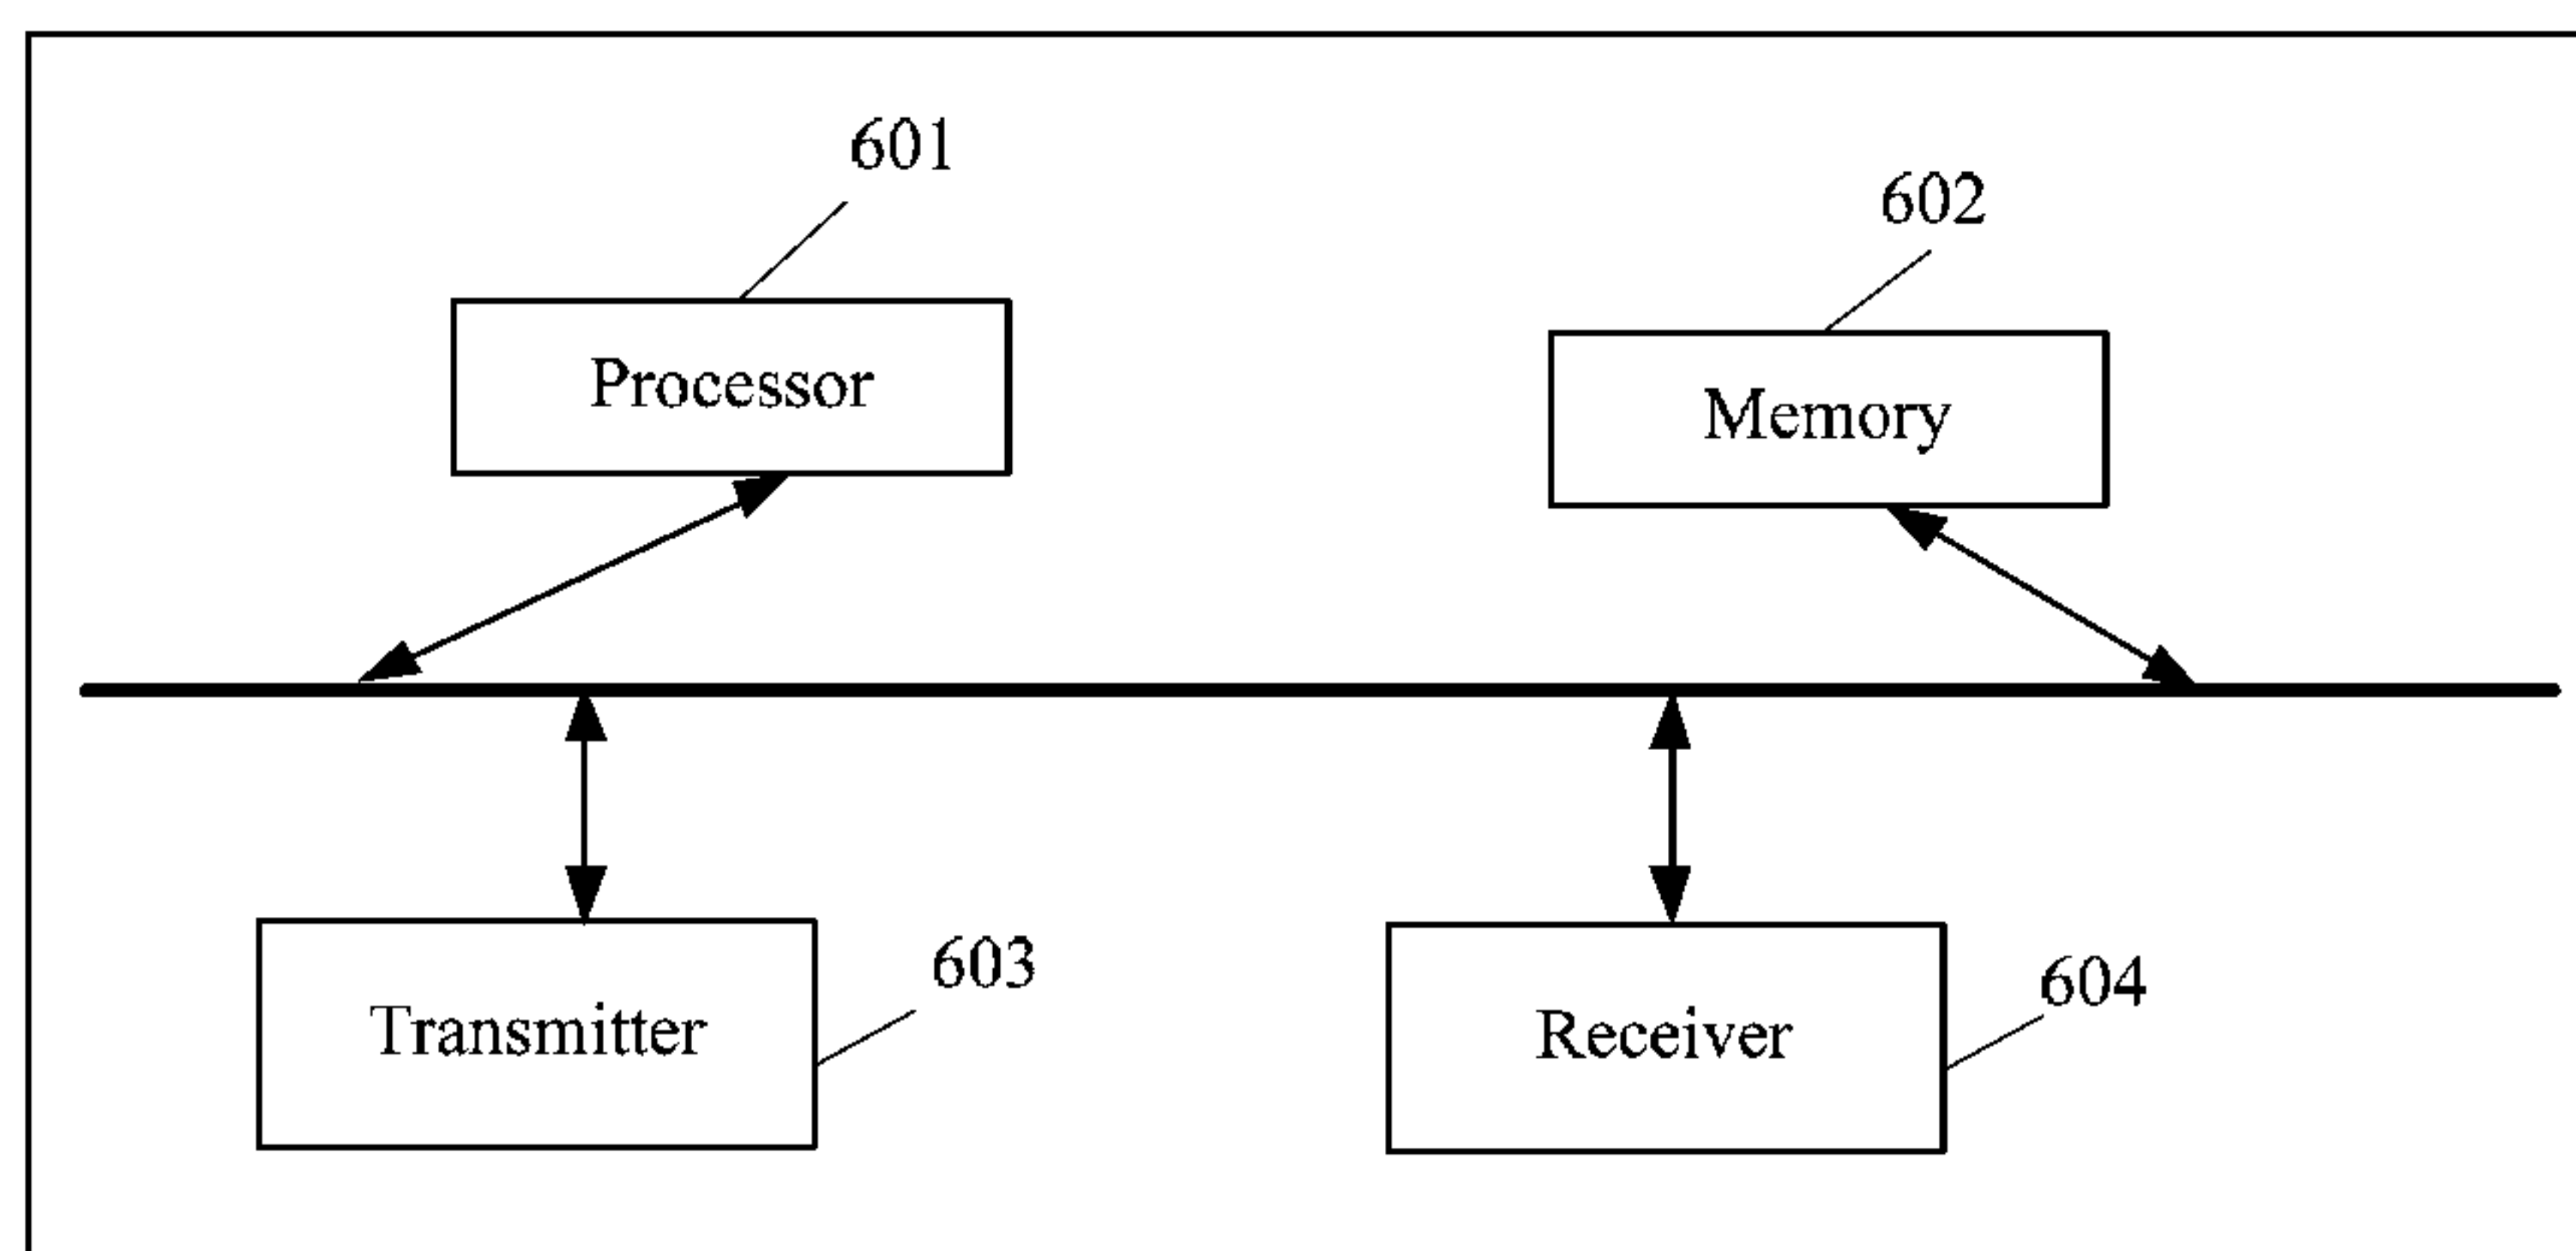 601
602
Processor
Memory
603
604
Transmitter
Receiver